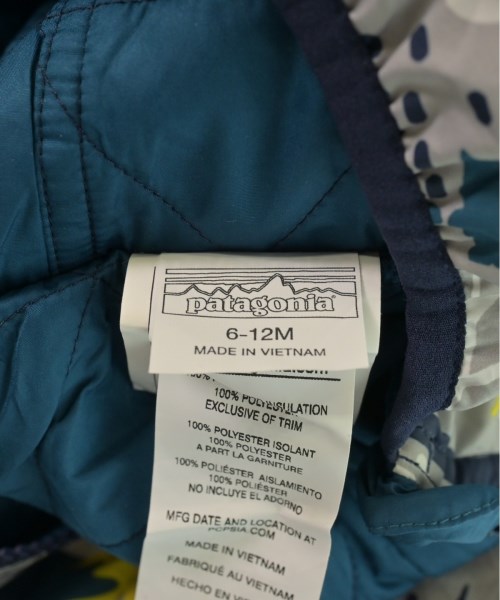 patagonia
6-12M
MADE IN VIETNAM
100% POLYESTER
EXCLUSIVE OF TRIM
100% POLYESTER ISOLANT
100% POLYESTER
A PART LA GARNITURE
100% POLIÉSTER AISLAMIENTO
100% POLIÉSTER
NO INCLUYE EL ADORNO
MFG DATE AND LOCATION AT
PCPSIA.COM
MADE IN VIETNAM
FABRIQUÉ AU VIETNAM
HECHO EN